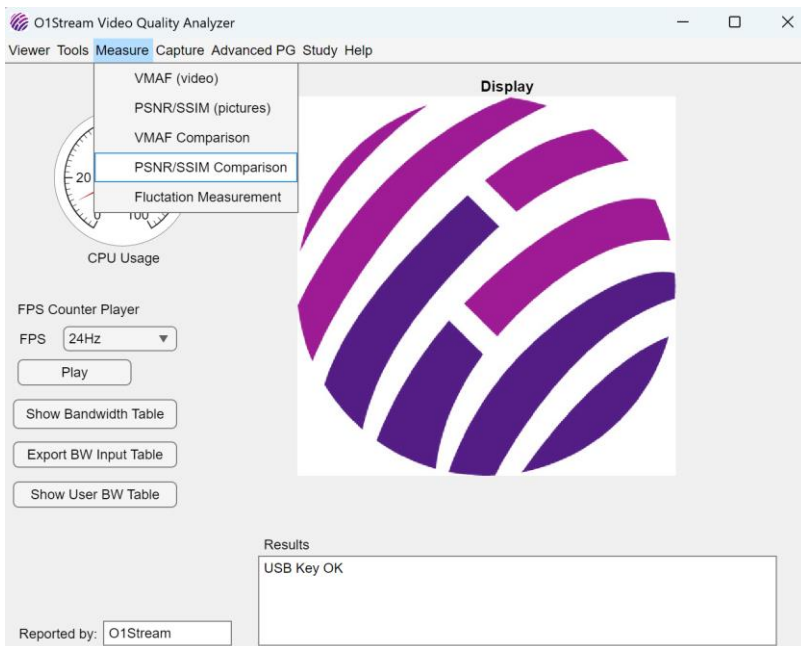 O1Stream Video Quality Analyzer
Viewer Tools Measure Capture Advanced PG Study Help
VMAF (video)
PSNR/SSIM (pictures)
VMAF Comparison
PSNR/SSIM Comparison
Fluctation Measurement
Display
20
0 100
CPU Usage
FPS Counter Player
FPS 24Hz
Play
Show Bandwidth Table
Export BW Input Table
Show User BW Table
Results
USB Key OK
Reported by: O1Stream